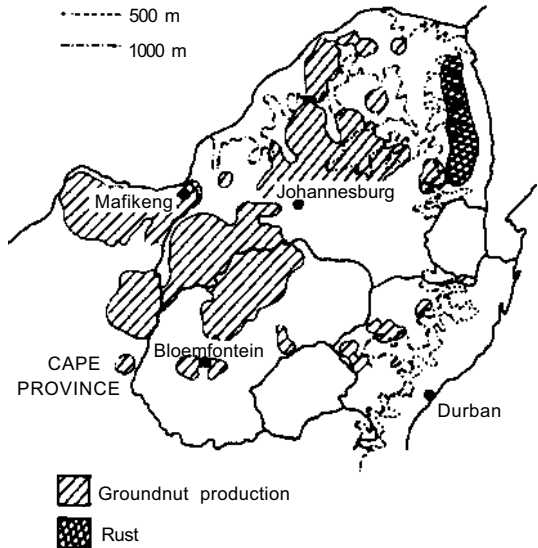 500 m
1000 m
Mafikeng
Johannesburg
Bloemfontein
CAPE
PROVINCE
Durban
Groundnut production
Rust